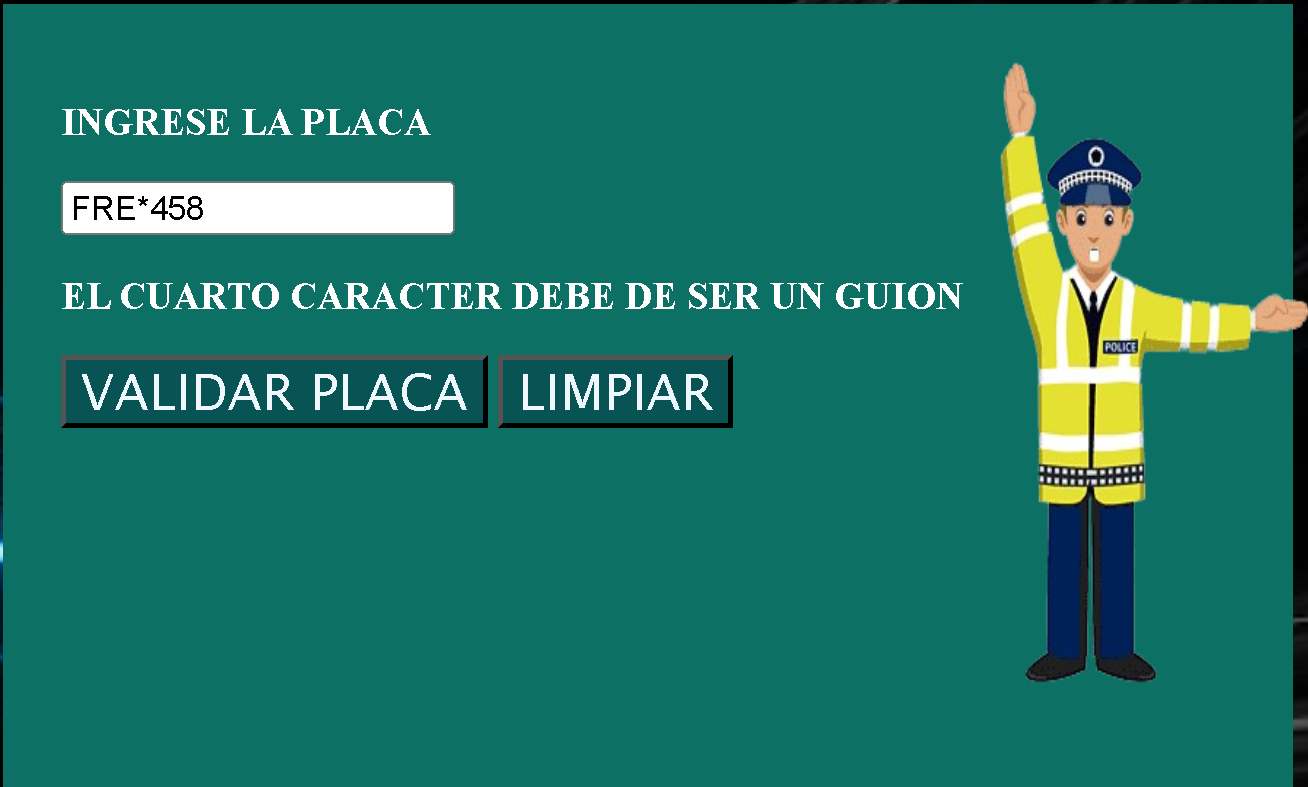 INGRESE LA PLACA
FRE*458
EL CUARTO CARACTER DEBE DE SER UN GUION
POLICE
VALIDAR PLACA LIMPIAR